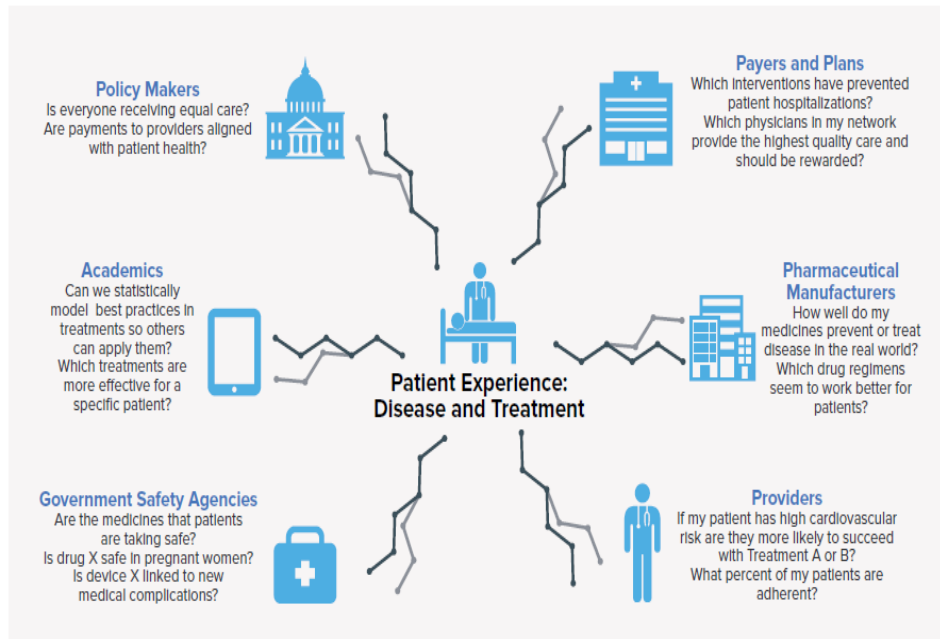 Policy Makers
Is everyone receiving equal care?
Are payments to providers aligned
with patient health?
Payers and Plans
Which interventions have prevented
patient hospitalizations?
Which physicians in my network
provide the highest quality care and
should be rewarded?
Academics
Can we statistically
model best practices in
treatments so others
can apply them?
Which treatments are
more effective for a
specific patient?
Patient Experience:
Disease and Treatment
Pharmaceutical
Manufacturers
How well do my
medicines prevent or treat
disease in the real world?
Which drug regimens
seem to work better for
patients?
Government Safety Agencies
Are the medicines that patients
are taking safe?
Is drug X safe in pregnant women?
Is device X linked to new
medical complications?
Providers
If my patient has high cardiovascular
risk are they more likely to succeed
with Treatment A or B?
What percent of my patients are
adherent?